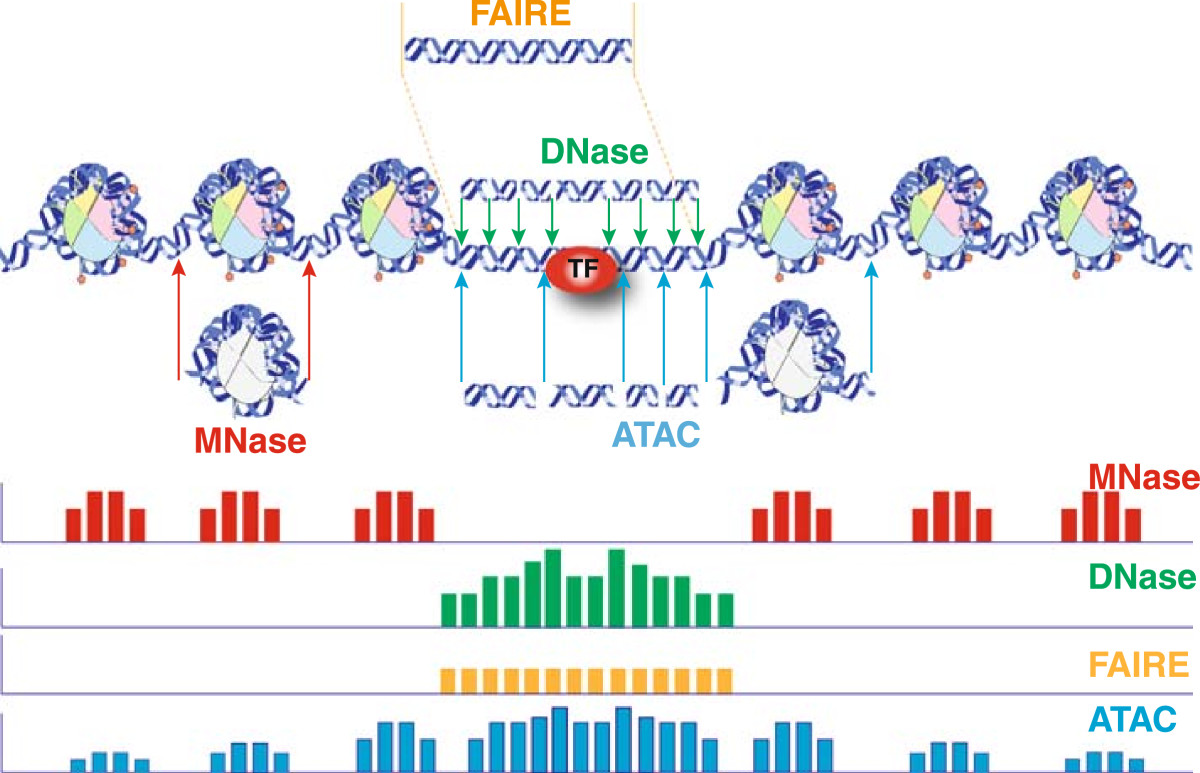 FAIRE
DNase
TF
MNase
ATAC
MNase
DNase
FAIRE
ATAC